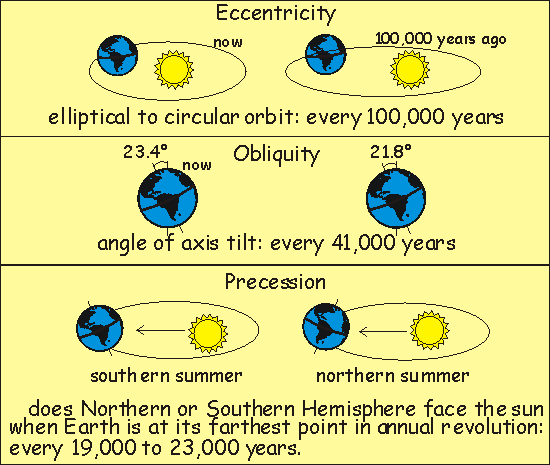 Eccentricity
now
100,000 years ago
elliptical to circular orbit: every 100,000 years
Obliquity
23.4°
now
21.8°
angle of axis tilt: every 41,000 years
Precession
southern summer
northern summer
does Northern or Southern Hemisphere face the sun
when Earth is at its farthest point in annual revolution:
every 19,000 to 23,000 years.